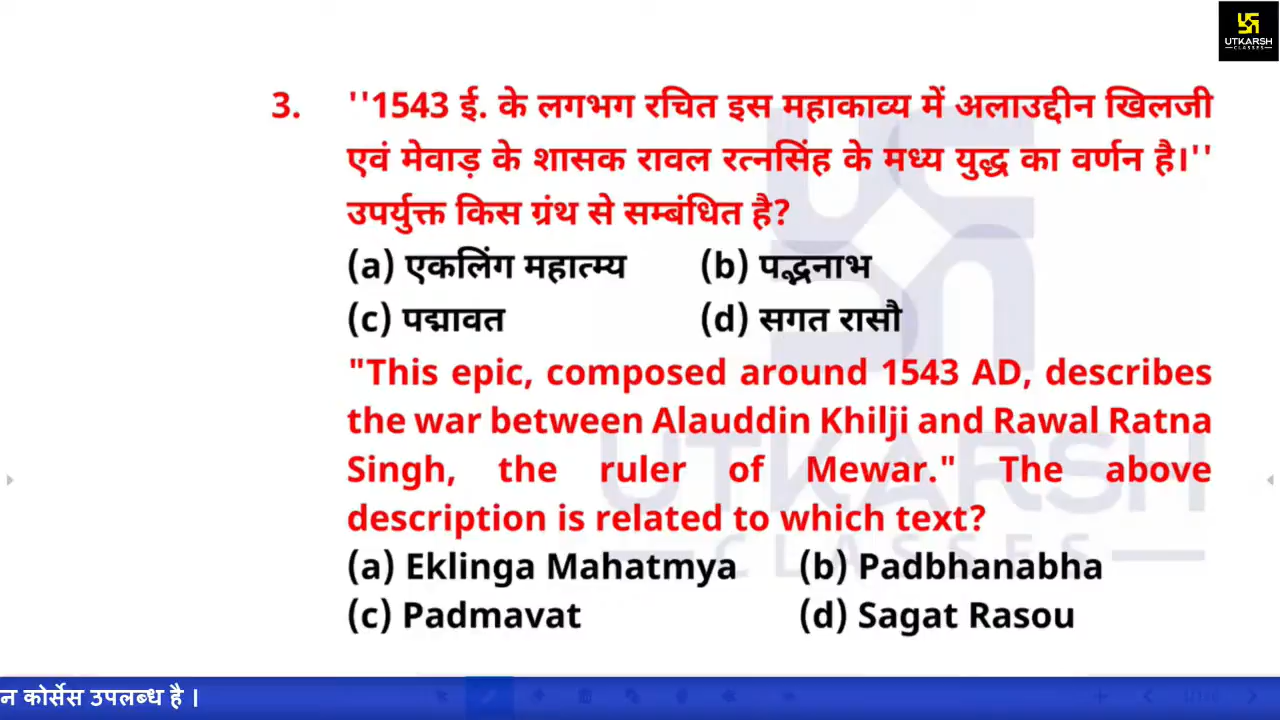 UTKARSH
CLASSES
3. ''1543 ई. के लगभग रचित इस महाकाव्य में अलाउद्दीन खिलजी
एवं मेवाड़ के शासक रावल रत्नसिंह के मध्य युद्ध का वर्णन है।''
उपर्युक्त किस ग्रंथ से सम्बंधित है?
(a) एकलिंग महात्म्य (b) पद्भनाभ
(c) पद्मावत (d) सगत रासौ
"This epic, composed around 1543 AD, describes
the war between Alauddin Khilji and Rawal Ratna
Singh, the ruler of Mewar." The above
description is related to which text?
(a) Eklinga Mahatmya (b) Padbhanabha
(c) Padmavat (d) Sagat Rasou
UTKARSH
CLASSES
न कोर्सेस उपलब्ध है ।